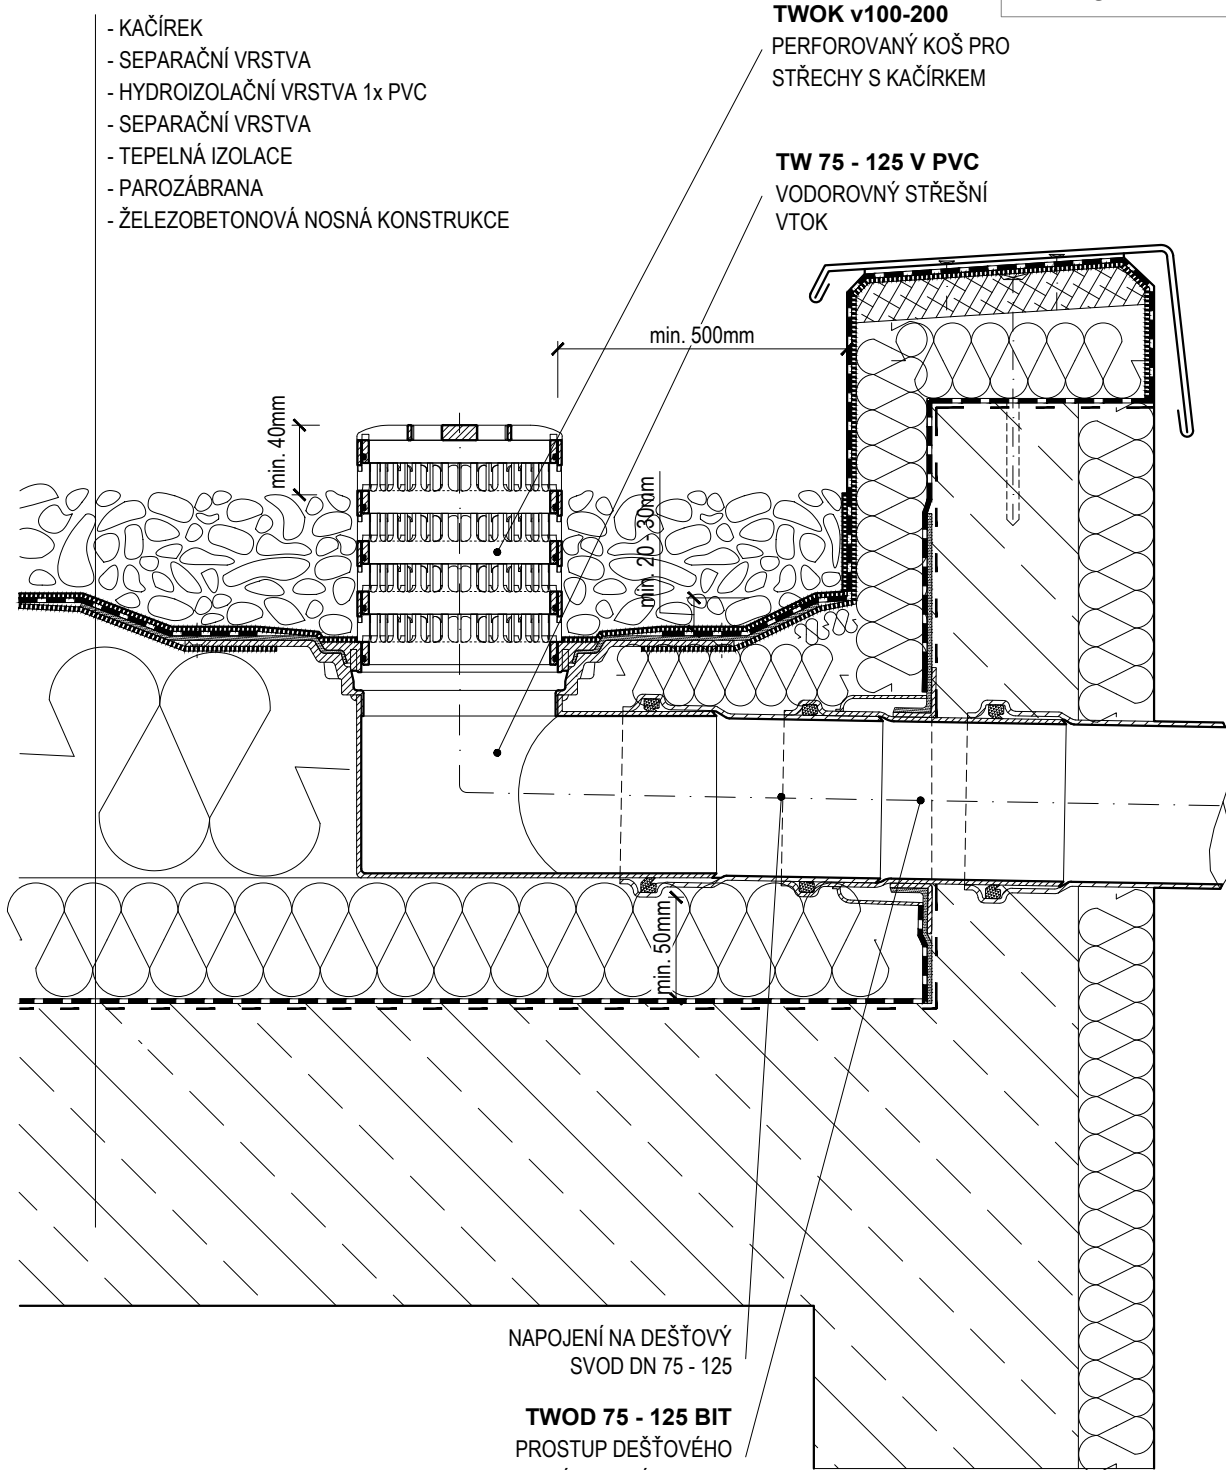 - KAČÍREK
- SEPARAČNÍ VRSTVA
- HYDROIZOLAČNÍ VRSTVA 1x PVC
- SEPARAČNÍ VRSTVA
- TEPELNÁ IZOLACE
- PAROZÁBRANA
- ŽELEZOBETONOVÁ NOSNÁ KONSTRUKCE
TWOK v100-200
PERFOROVANÝ KOŠ PRO
STŘECHY S KAČÍRKEM
TW 75 - 125 V PVC
VODOROVNÝ STŘEŠNÍ
VTOK
min. 500mm
min. 40mm
min. 20 - 30mm
min. 50mm
NAPOJENÍ NA DEŠŤOVÝ
SVOD DN 75 - 125
TWOD 75 - 125 BIT
PROSTUP DEŠŤOVÉHO